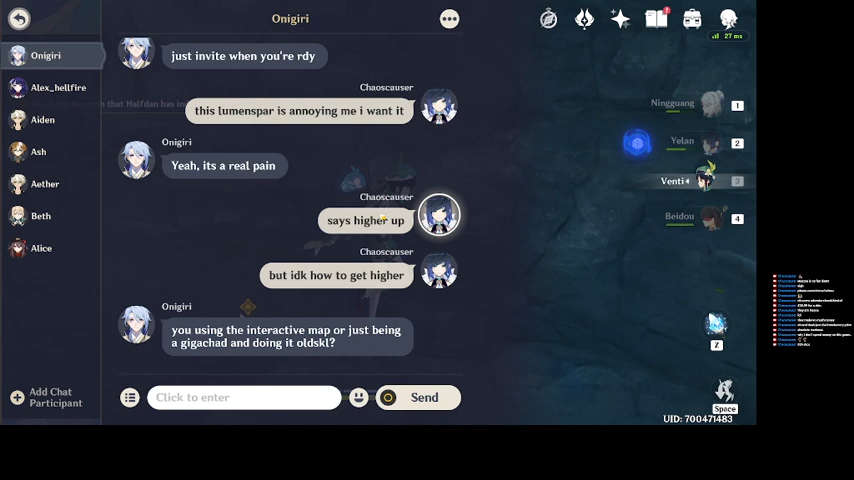 Onigiri
27 ms
Onigiri
Alex_hellfire
Aiden
Ash
Aether
Beth
Alice
Add Chat
Participant
just invite when you're rdy
Chaoscauser
this lumenspar is annoying me i want it
Onigiri
Yeah, its a real pain
Chaoscauser
says higher up
Chaoscauser
but idk how to get higher
Onigiri
you using the interactive map or just being
a gigachad and doing it oldskl?
Click to enter
Send
Ningguang 1
Yelan 2
Venti 3
Beidou 4
Z
Space
UID: 700471483